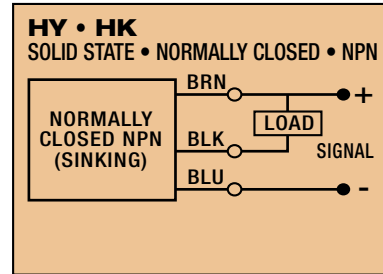 HY • HK
SOLID STATE • NORMALLY CLOSED • NPN
BRN
+
NORMALLY
CLOSED NPN
(SINKING)
LOAD
BLK
SIGNAL
BLU
-